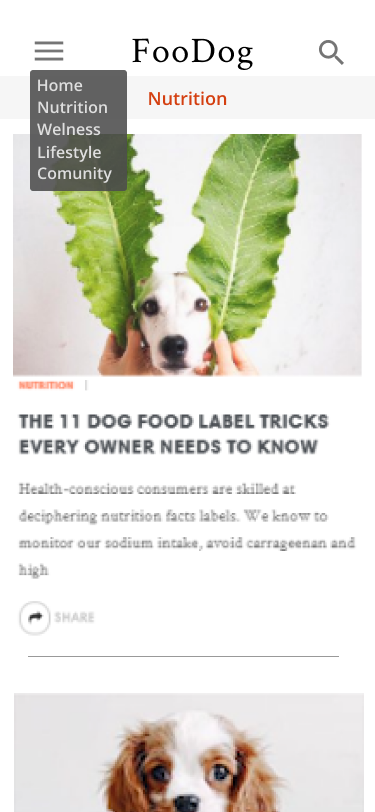 FooDog
Home
Nutrition
Welness
Lifestyle
Comunity
Nutrition
NUTRITION |
THE 11 DOG FOOD LABEL TRICKS
EVERY OWNER NEEDS TO KNOW
Health-conscious consumers are skilled at
deciphering nutrition facts labels. We know to
monitor our sodium intake, avoid carrageenan and
high
SHARE